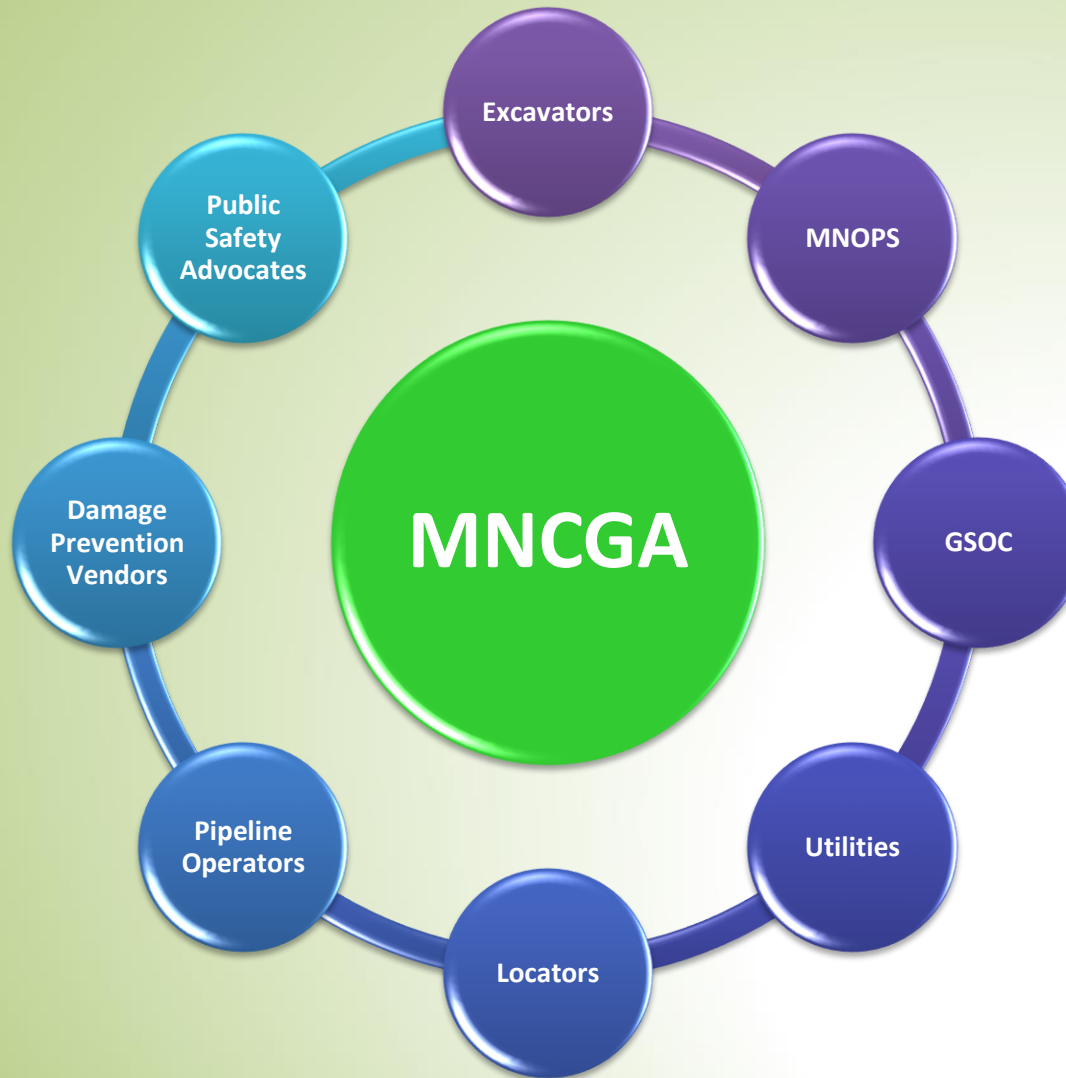 Excavators
MNOPS
GSOC
Utilities
Locators
Pipeline
Operators
Damage
Prevention
Vendors
Public
Safety
Advocates
MNCGA